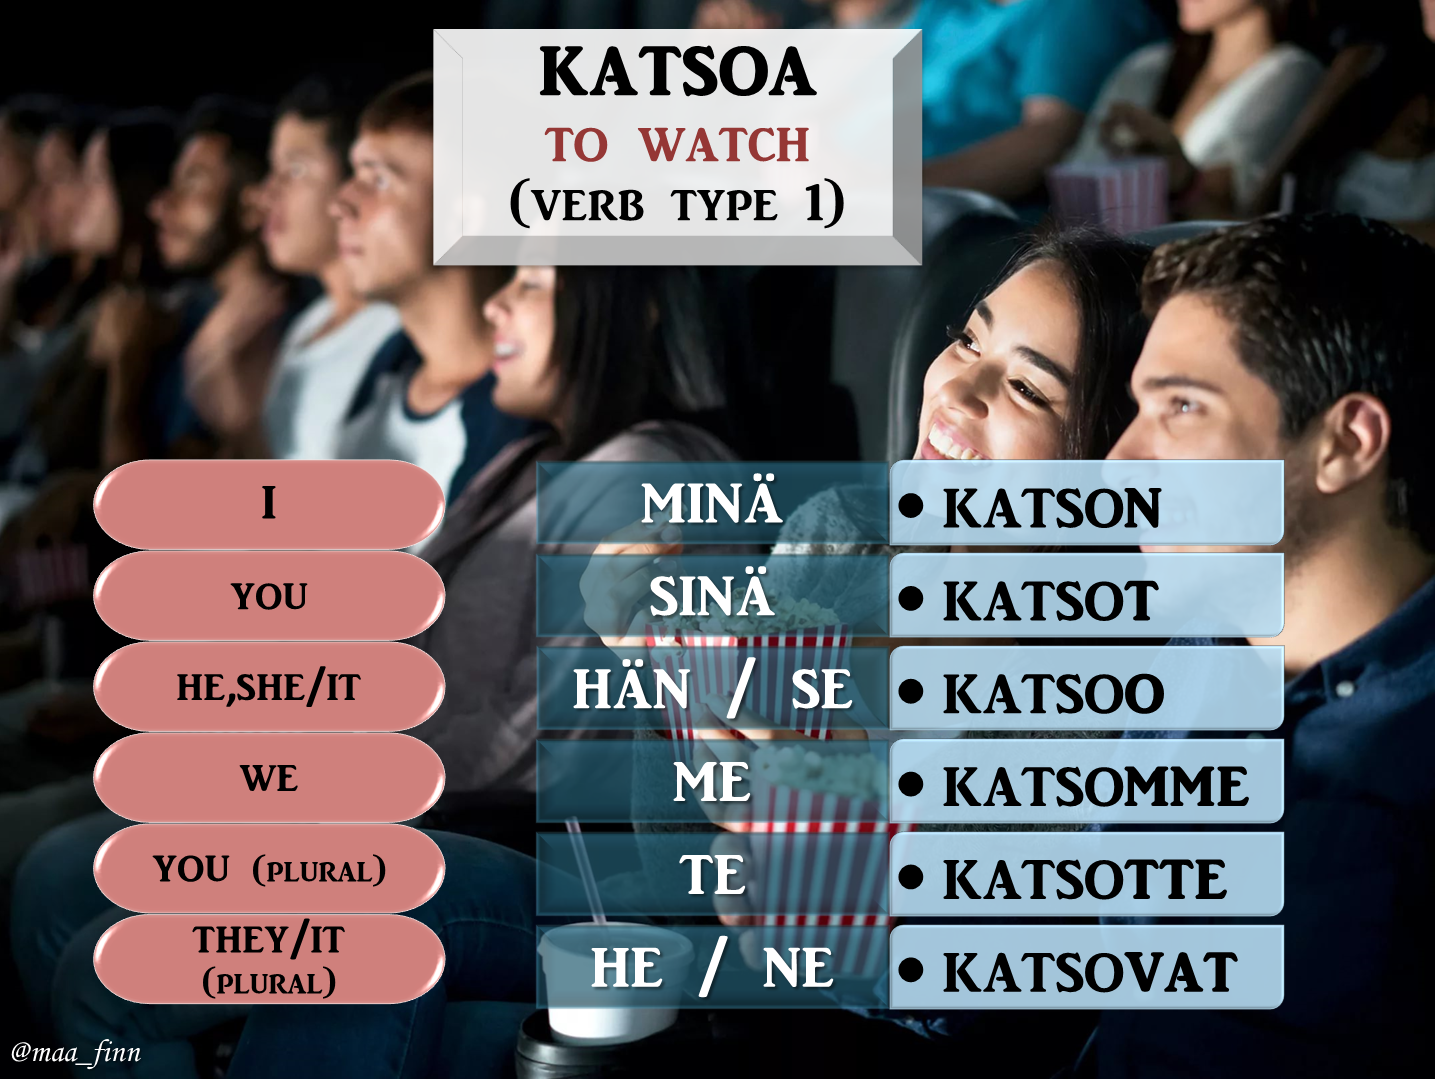 KATSOA
TO WATCH
(VERB TYPE 1)
I MINÄ • KATSON
YOU SINÄ • KATSOT
HE,SHE/IT HÄN / SE • KATSOO
WE ME • KATSOMME
YOU (PLURAL) TE • KATSOTTE
THEY/IT
(PLURAL) HE / NE • KATSOVAT
@maa_finn